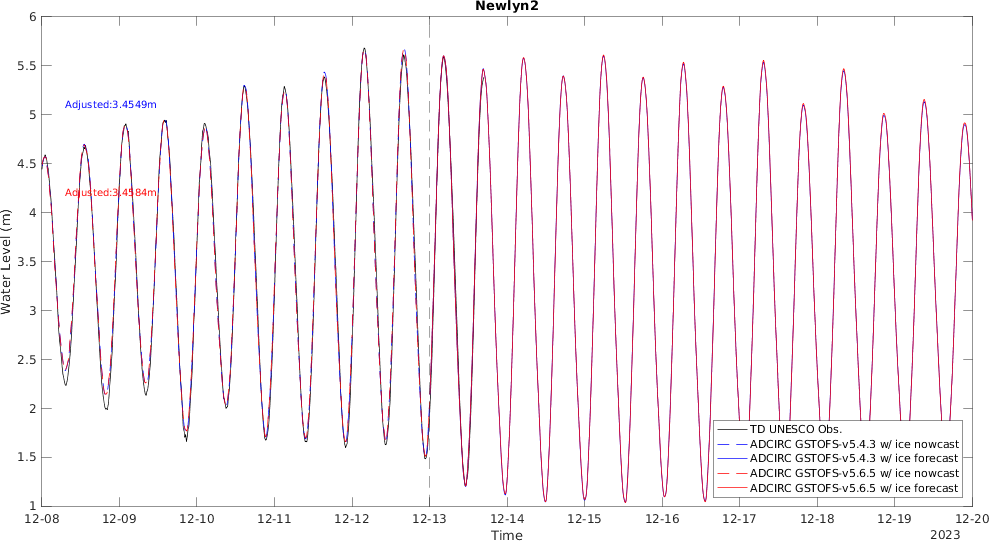 Newlyn2
6
5.5
5
4.5
4
3.5
3
2.5
2
1.5
1
Water Level (m)
Adjusted:3.4549m
Adjusted:3.4584m
TD UNESCO Obs.
ADCIRC GSTOFS-v5.4.3 w/ ice nowcast
ADCIRC GSTOFS-v5.4.3 w/ ice forecast
ADCIRC GSTOFS-v5.6.5 w/ ice nowcast
ADCIRC GSTOFS-v5.6.5 w/ ice forecast
12-08 12-09 12-10 12-11 12-12 12-13 12-14 12-15 12-16 12-17 12-18 12-19 12-20
Time
2023